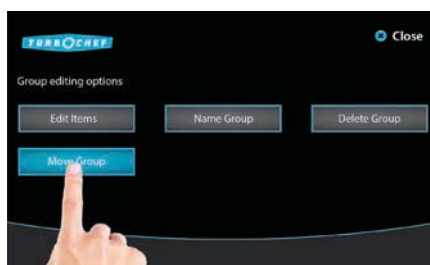 TURBOCHEF
Close
Group editing options
Edit Items
Name Group
Delete Group
Move Group